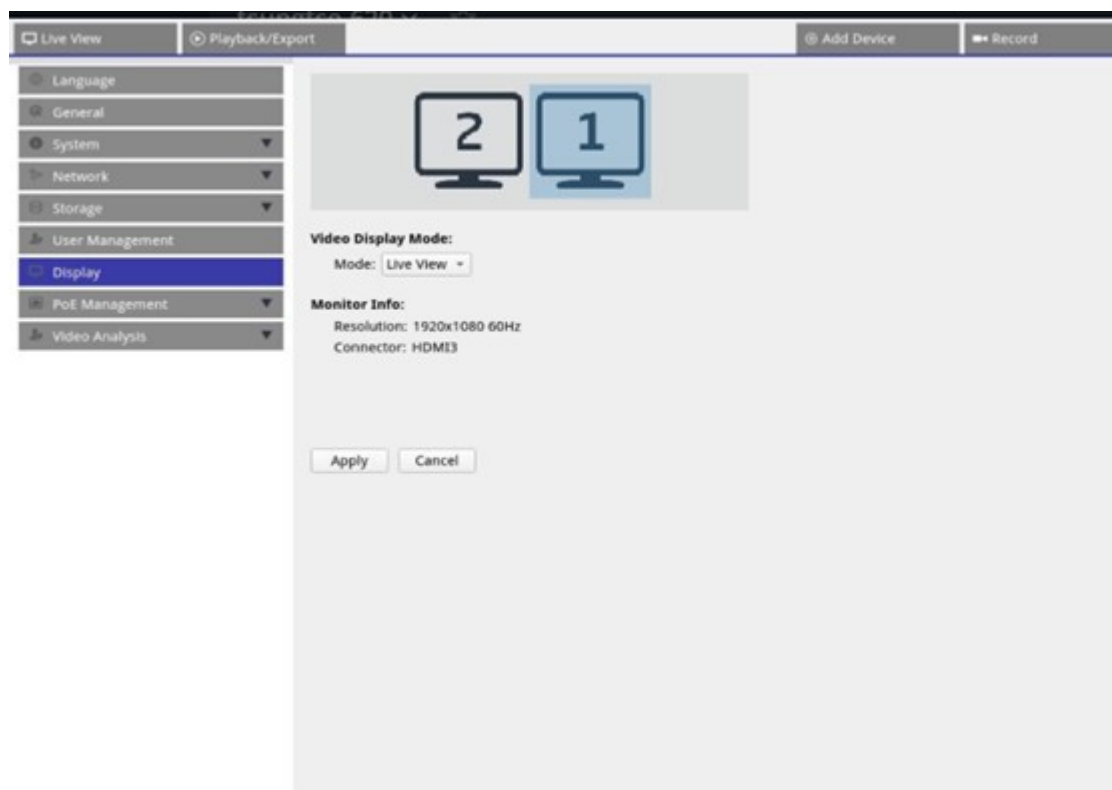 Live View
Playback/Export
Add Device
Record
Language
General
System
Network
Storage
User Management
Display
PoE Management
Video Analysis
2
1
Video Display Mode:
Mode: Live View
Monitor Info:
Resolution: 1920x1080 60Hz
Connector: HDMI3
Apply
Cancel